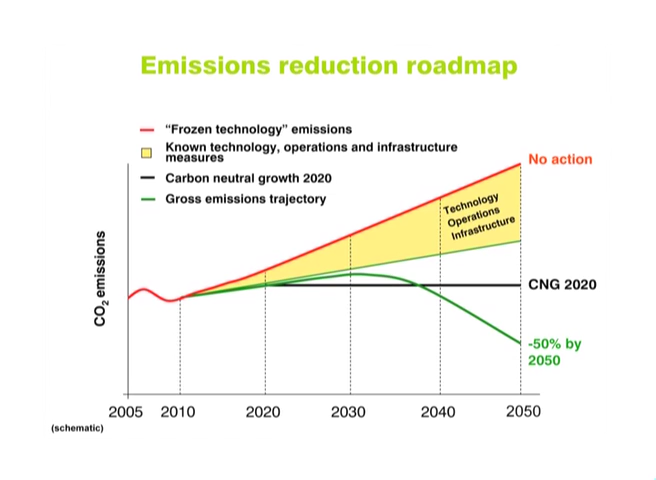 Emissions reduction roadmap
“Frozen technology” emissions
Known technology, operations and infrastructure
measures
Carbon neutral growth 2020
Gross emissions trajectory
No action
Technology
Operations
Infrastructure
CO2 emissions
CNG 2020
-50% by
2050
2005 2010 2020 2030 2040 2050
(schematic)